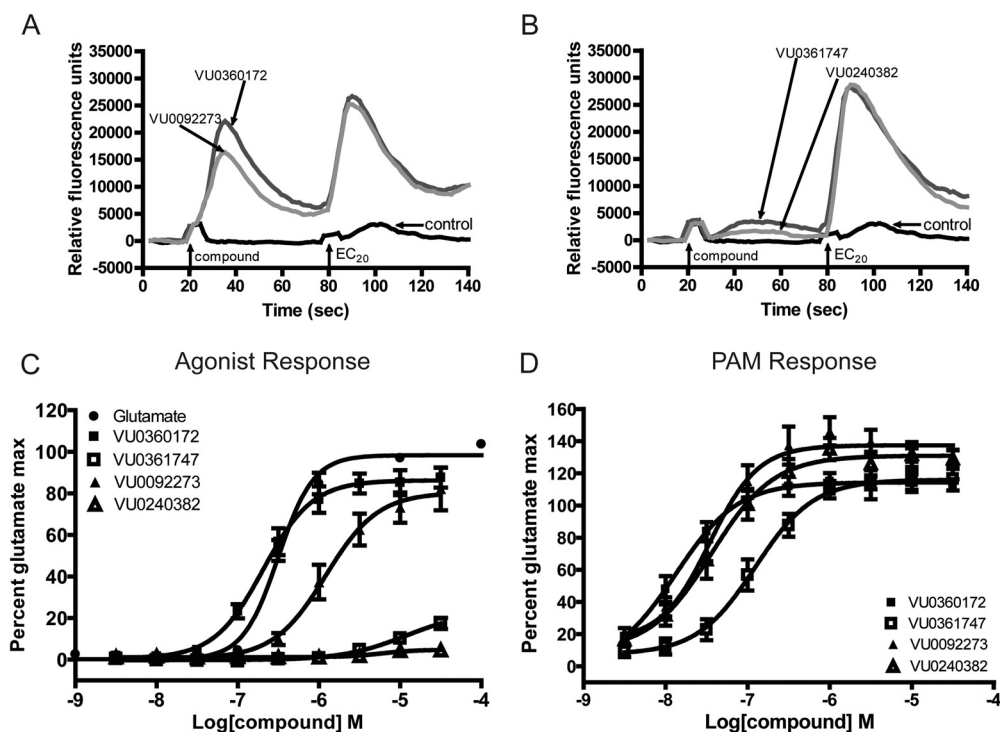 A
Relative fluorescence units
35000
30000
25000
20000
15000
10000
5000
0
-5000
VU0360172
VU0092273
control
compound
EC20
0 20 40 60 80 100 120 140
Time (sec)
B
Relative fluorescence units
35000
30000
25000
20000
15000
10000
5000
0
-5000
VU0361747
VU0240382
control
compound
EC20
0 20 40 60 80 100 120 140
Time (sec)
C Agonist Response
Percent glutamate max
120
100
80
60
40
20
0
Glutamate
VU0360172
VU0361747
VU0092273
VU0240382
-9 -8 -7 -6 -5 -4
Log[compound] M
D PAM Response
Percent glutamate max
160
140
120
100
80
60
40
20
0
VU0360172
VU0361747
VU0092273
VU0240382
-9 -8 -7 -6 -5 -4
Log[compound] M